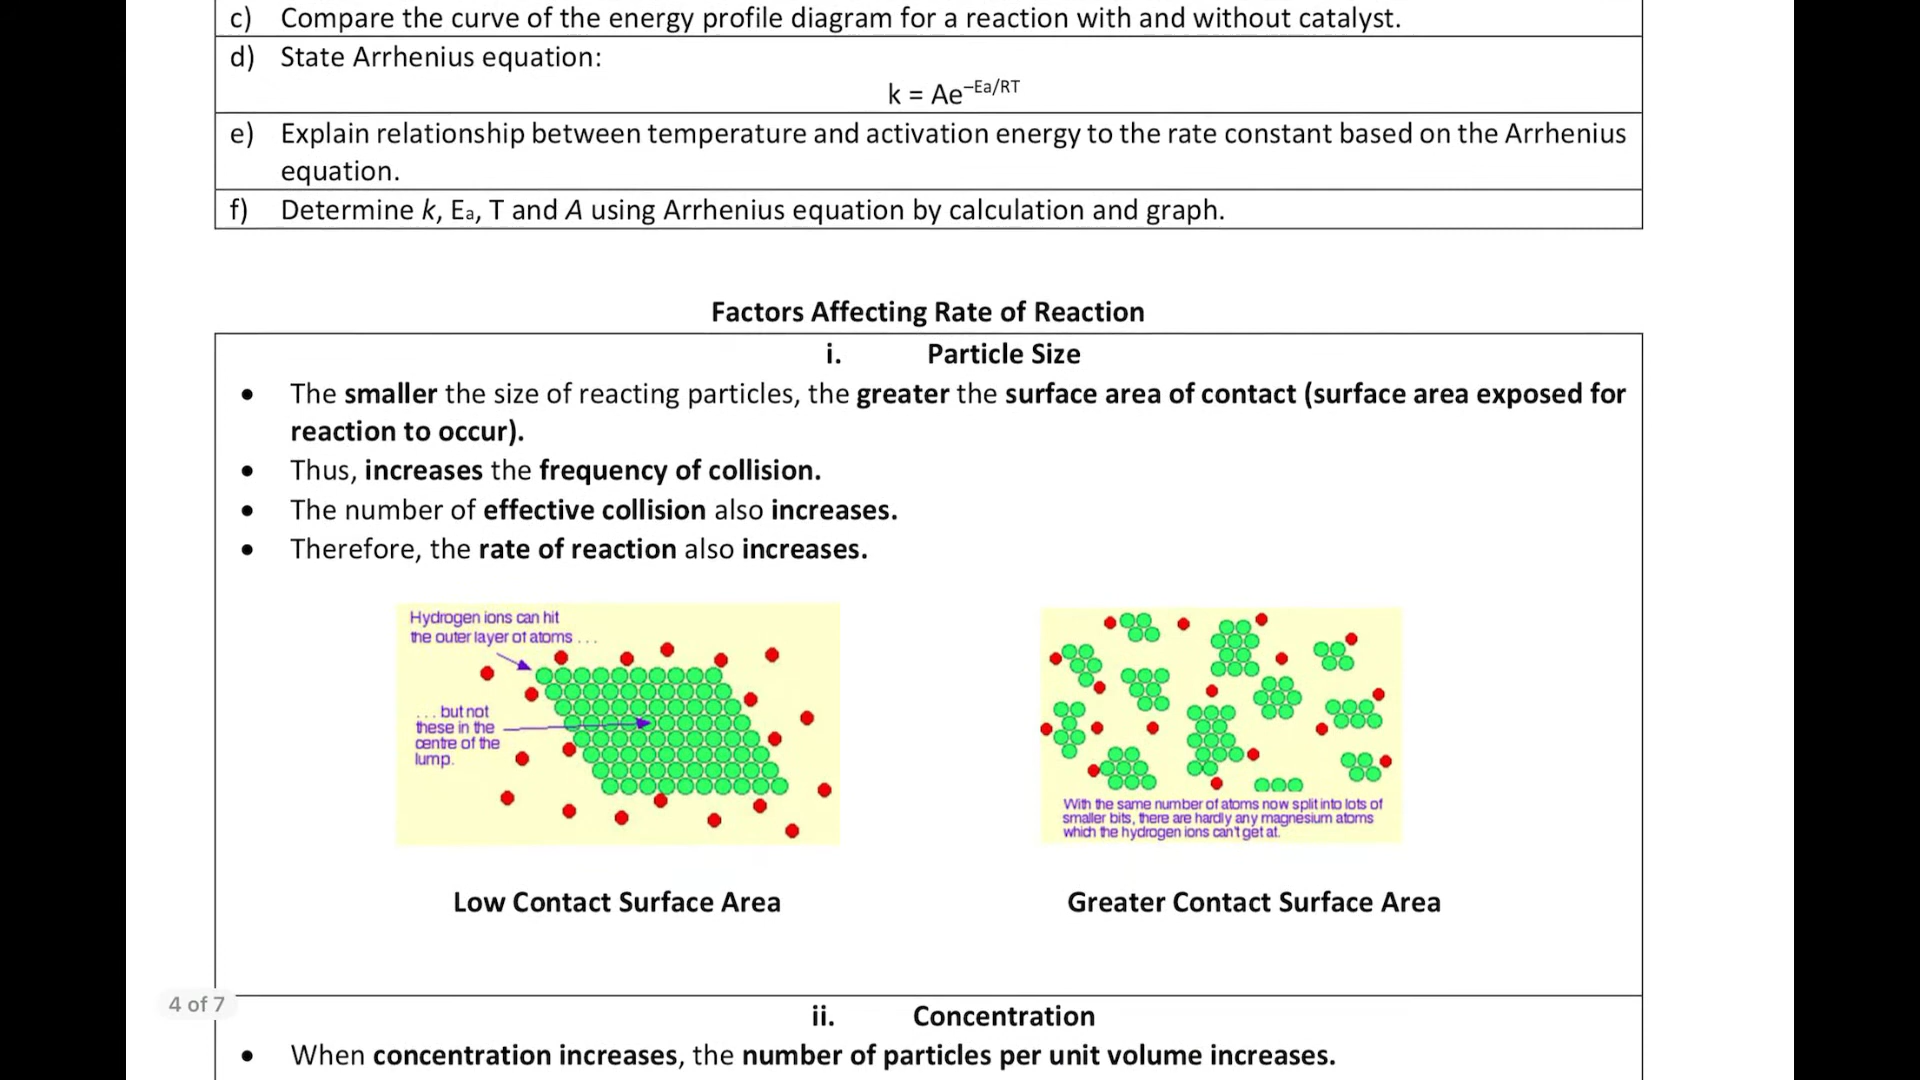 c) Compare the curve of the energy profile diagram for a reaction with and without catalyst.
d) State Arrhenius equation:
k = Ae–Ea/RT
e) Explain relationship between temperature and activation energy to the rate constant based on the Arrhenius
equation.
f) Determine k, Ea, T and A using Arrhenius equation by calculation and graph.
Factors Affecting Rate of Reaction
i. Particle Size
• The smaller the size of reacting particles, the greater the surface area of contact (surface area exposed for
reaction to occur).
• Thus, increases the frequency of collision.
• The number of effective collision also increases.
• Therefore, the rate of reaction also increases.
Hydrogen ions can hit
the outer layer of atoms . . .
. . . but not
these in the
centre of the
lump.
With the same number of atoms now split into lots of
smaller bits, there are hardly any magnesium atoms
which the hydrogen ions can't get at.
Low Contact Surface Area
Greater Contact Surface Area
4 of 7
ii. Concentration
• When concentration increases, the number of particles per unit volume increases.